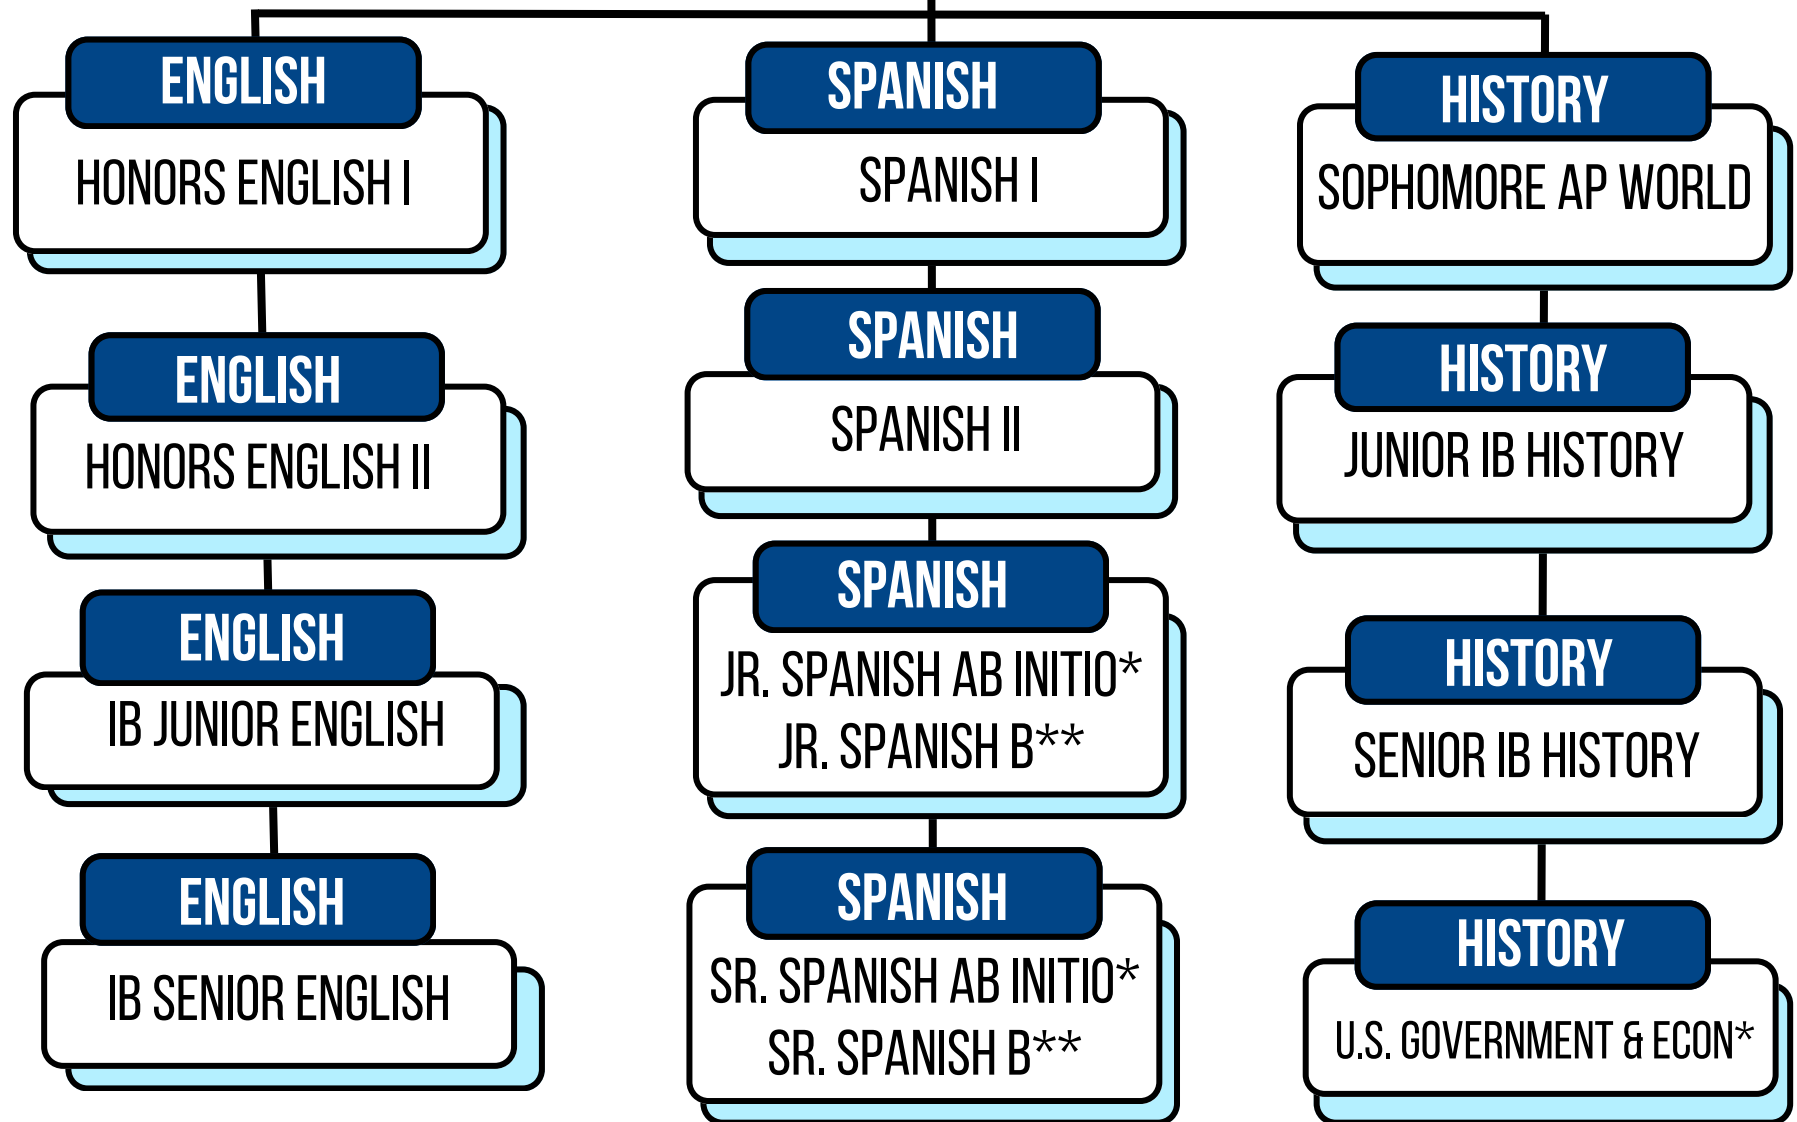 ENGLISH
HONORS ENGLISH I
ENGLISH
HONORS ENGLISH II
ENGLISH
IB JUNIOR ENGLISH
ENGLISH
IB SENIOR ENGLISH
SPANISH
SPANISH I
SPANISH
SPANISH II
SPANISH
JR. SPANISH AB INITIO*
JR. SPANISH B**
SPANISH
SR. SPANISH AB INITIO*
SR. SPANISH B**
HISTORY
SOPHOMORE AP WORLD
HISTORY
JUNIOR IB HISTORY
HISTORY
SENIOR IB HISTORY
HISTORY
U.S. GOVERNMENT & ECON*